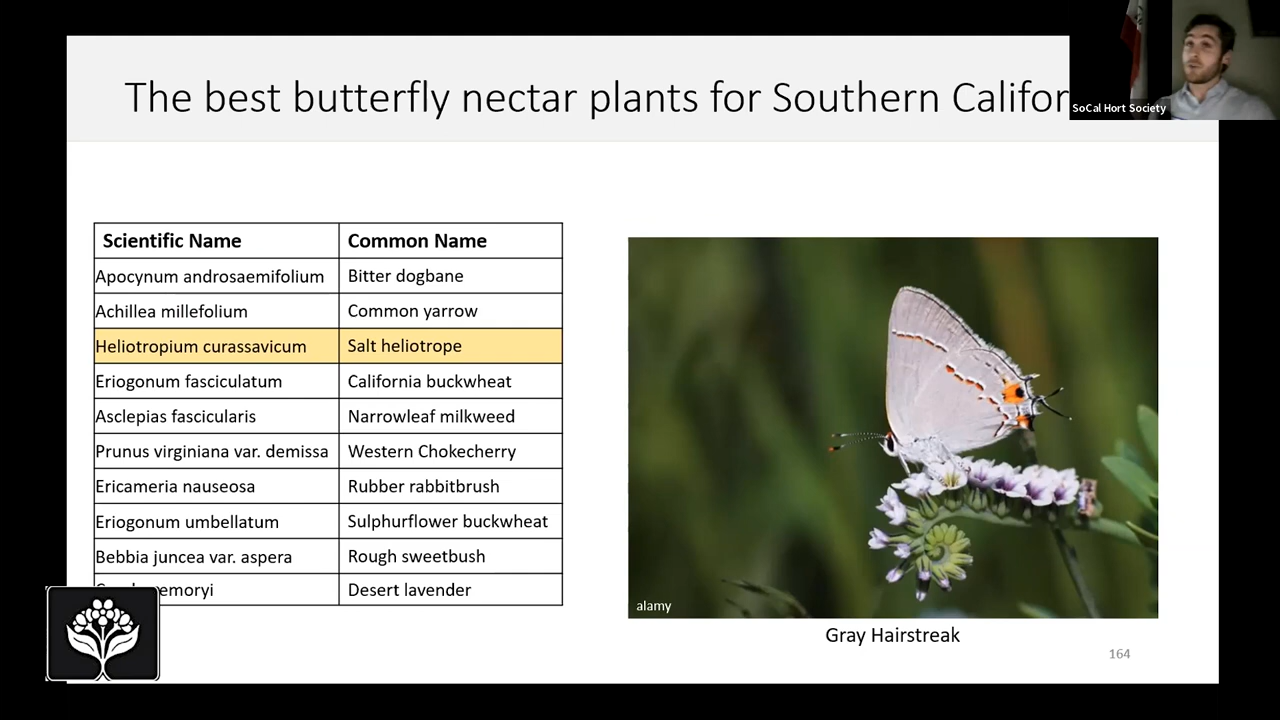 The best butterfly nectar plants for Southern Califor
SoCal Hort Society
Scientific Name Common Name
Apocynum androsaemifolium Bitter dogbane
Achillea millefolium Common yarrow
Heliotropium curassavicum Salt heliotrope
Eriogonum fasciculatum California buckwheat
Asclepias fascicularis Narrowleaf milkweed
Prunus virginiana var. demissa Western Chokecherry
Ericameria nauseosa Rubber rabbitbrush
Eriogonum umbellatum Sulphurflower buckwheat
Bebbia juncea var. aspera Rough sweetbush
emoryi Desert lavender
alamy
Gray Hairstreak
164